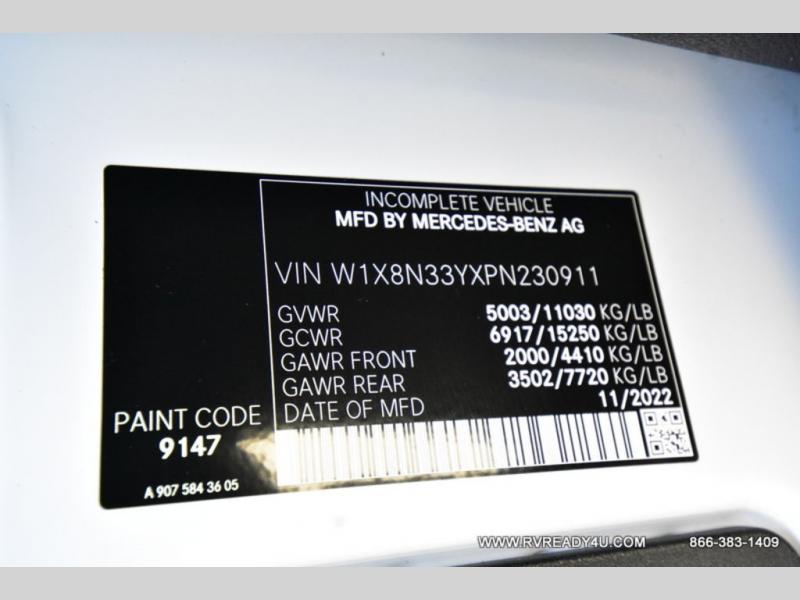 INCOMPLETE VEHICLE
MFD BY MERCEDES-BENZ AG
VIN W1X8N33YXPN230911
GVWR 5003/11030 KG/LB
GCWR 6917/15250 KG/LB
GAWR FRONT 2000/4410 KG/LB
GAWR REAR 3502/7720 KG/LB
DATE OF MFD 11/2022
PAINT CODE
9147
A 907 584 36 05
WWW.RVREADY4U.COM 866-383-1409